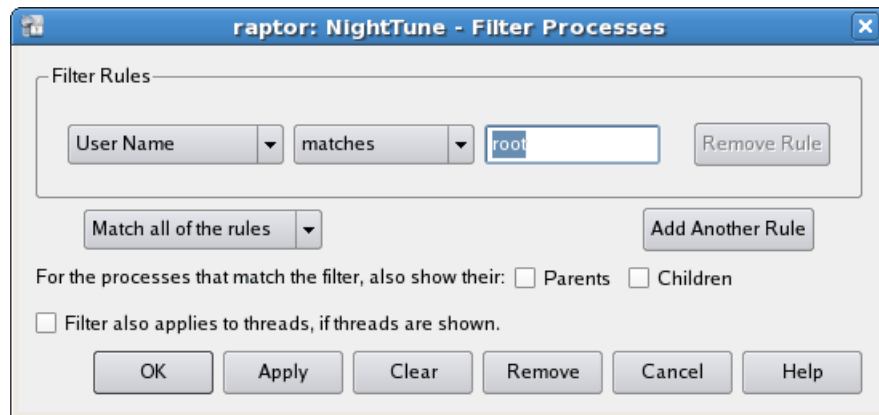 raptor: NightTune - Filter Processes
Filter Rules
User Name matches root Remove Rule
Match all of the rules Add Another Rule
For the processes that match the filter, also show their: Parents Children
Filter also applies to threads, if threads are shown.
OK Apply Clear Remove Cancel Help